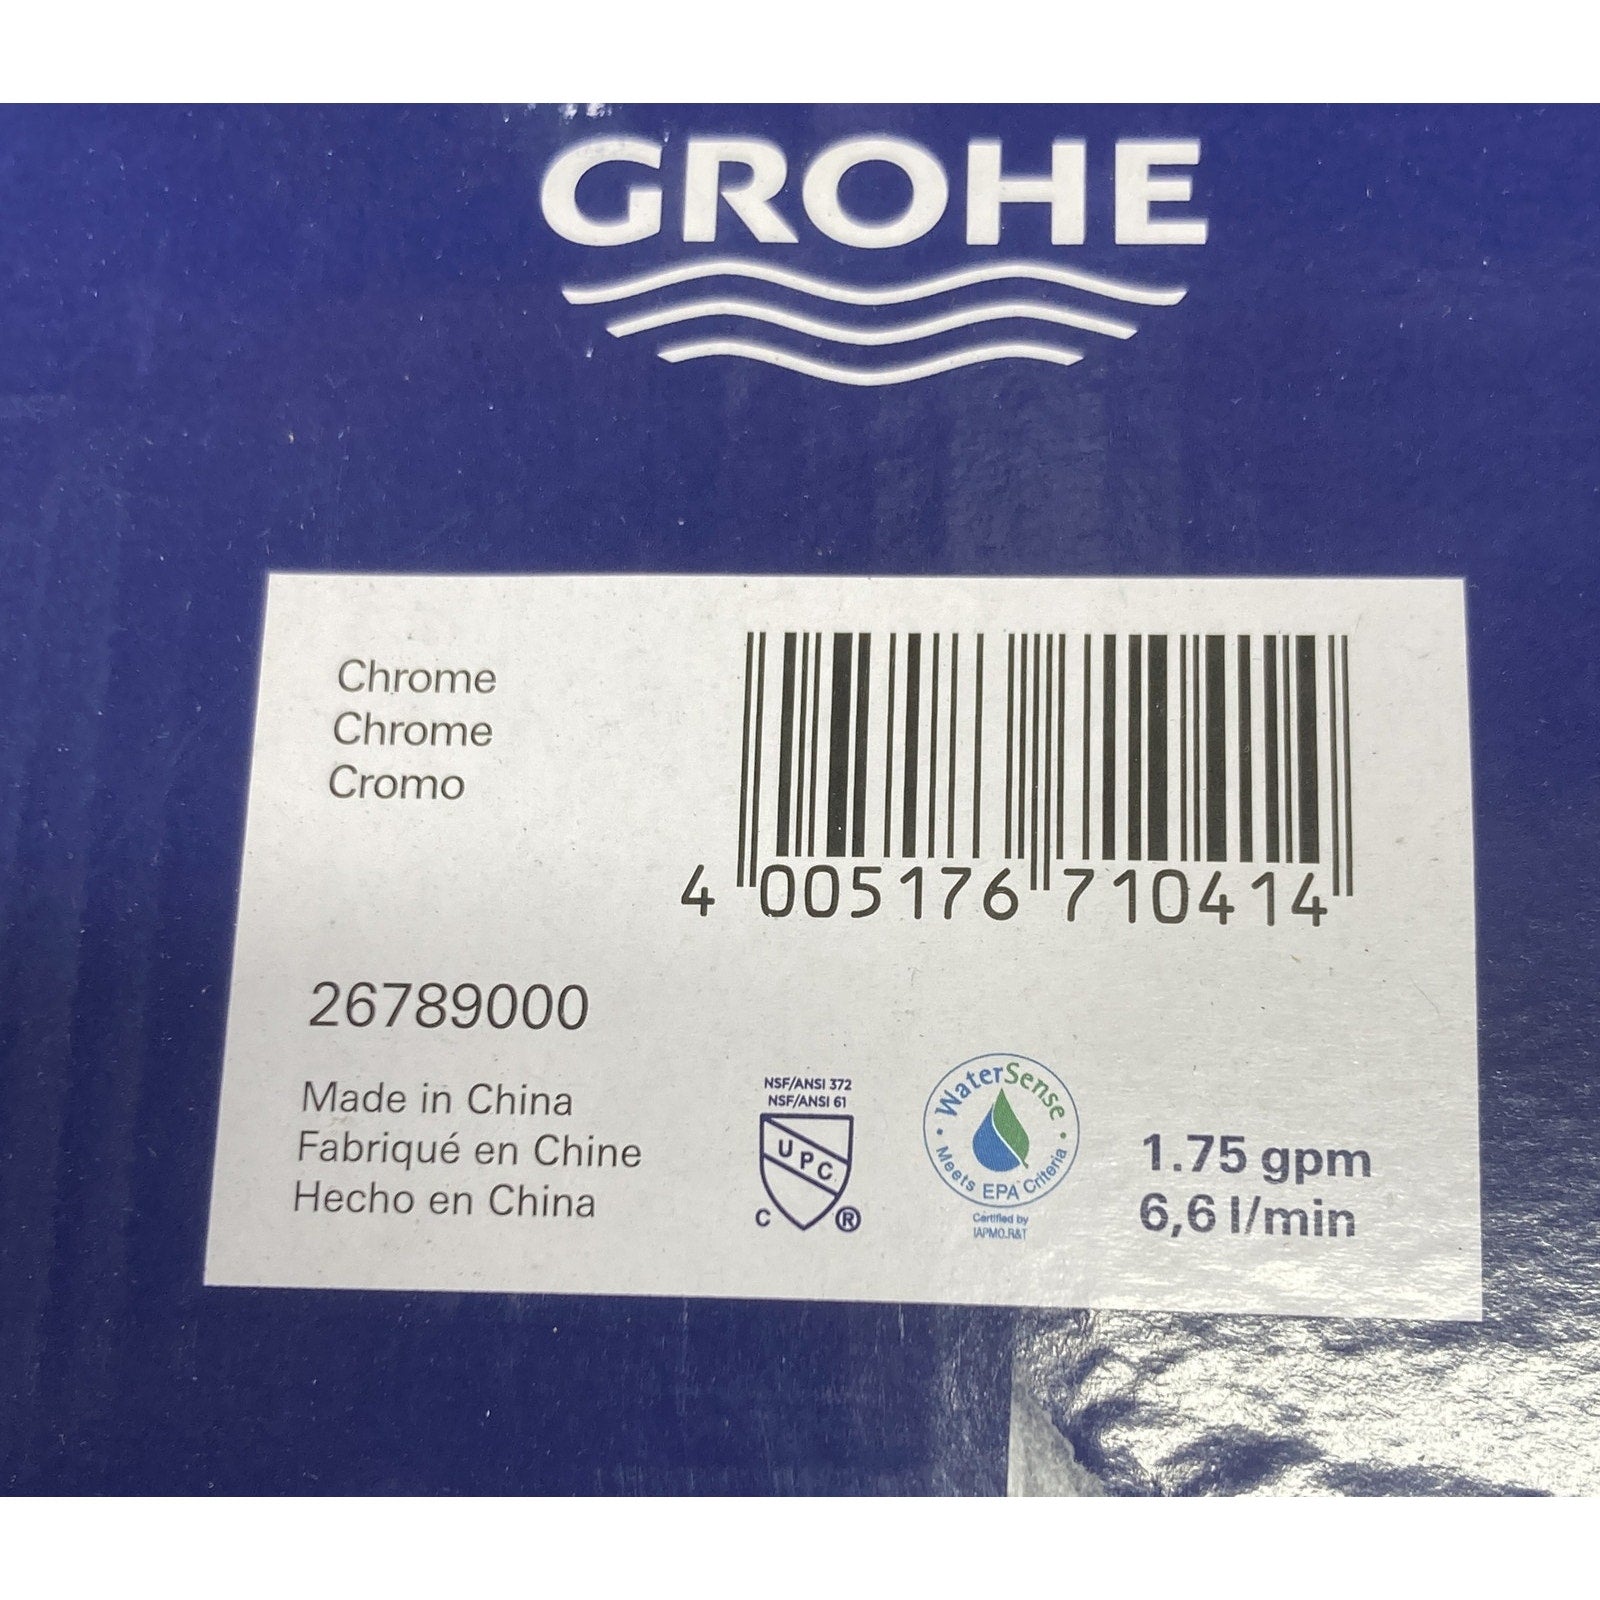 GROHE
Chrome
Chrome
Cromo
4 005176 710414
26789000
Made in China
Fabriqué en Chine
Hecho en China
NSF/ANSI 372
NSF/ANSI 61
UPC
C ®
WaterSense
Meets EPA Criteria
Certified by
IAPMO R&T
1.75 gpm
6,6 l/min